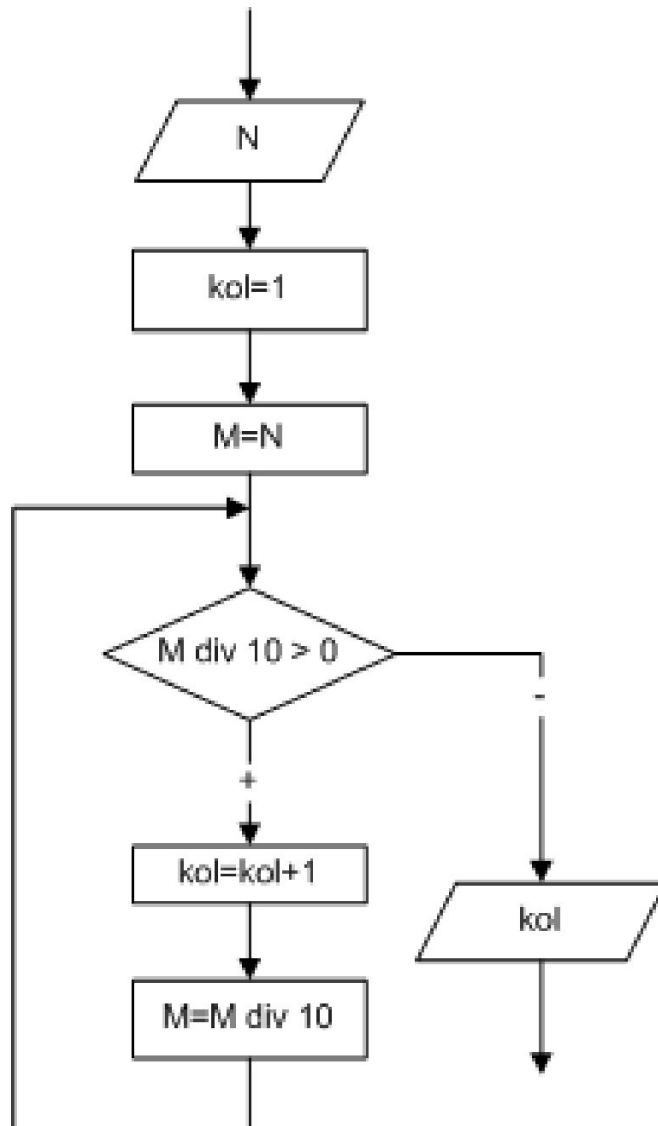 N
kol=1
M=N
M div 10 > 0
-
+
kol=kol+1
kol
M=M div 10